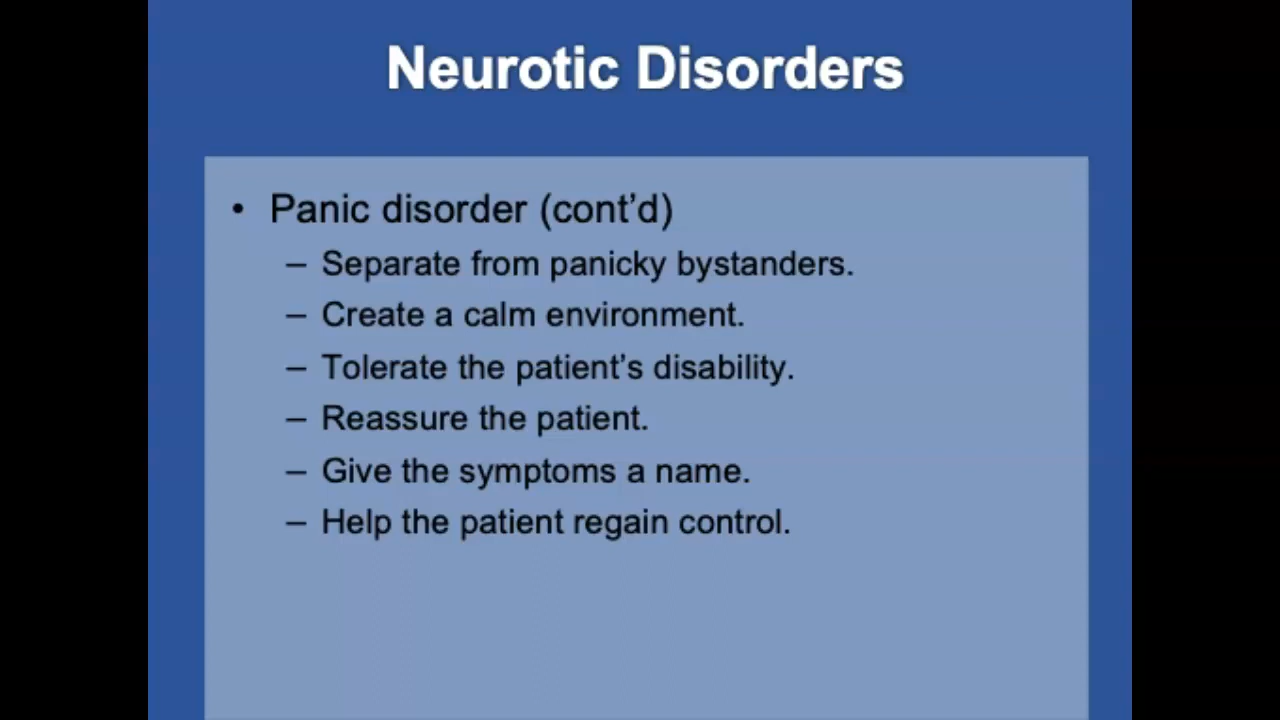 Neurotic Disorders
• Panic disorder (cont’d)
– Separate from panicky bystanders.
– Create a calm environment.
– Tolerate the patient’s disability.
– Reassure the patient.
– Give the symptoms a name.
– Help the patient regain control.